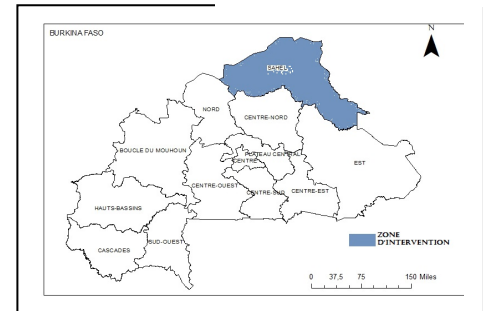 BURKINA FASO
N
SAHEL
NORD
CENTRE-NORD
BOUCLE DU MOUHOUN
PLATEAU CENTRAL
CENTRE
EST
CENTRE-OUEST
CENTRE-SUD
CENTRE-EST
HAUTS-BASSINS
SUD-OUEST
CASCADES
ZONE
D'INTERVENTION
0 37,5 75 150 Miles